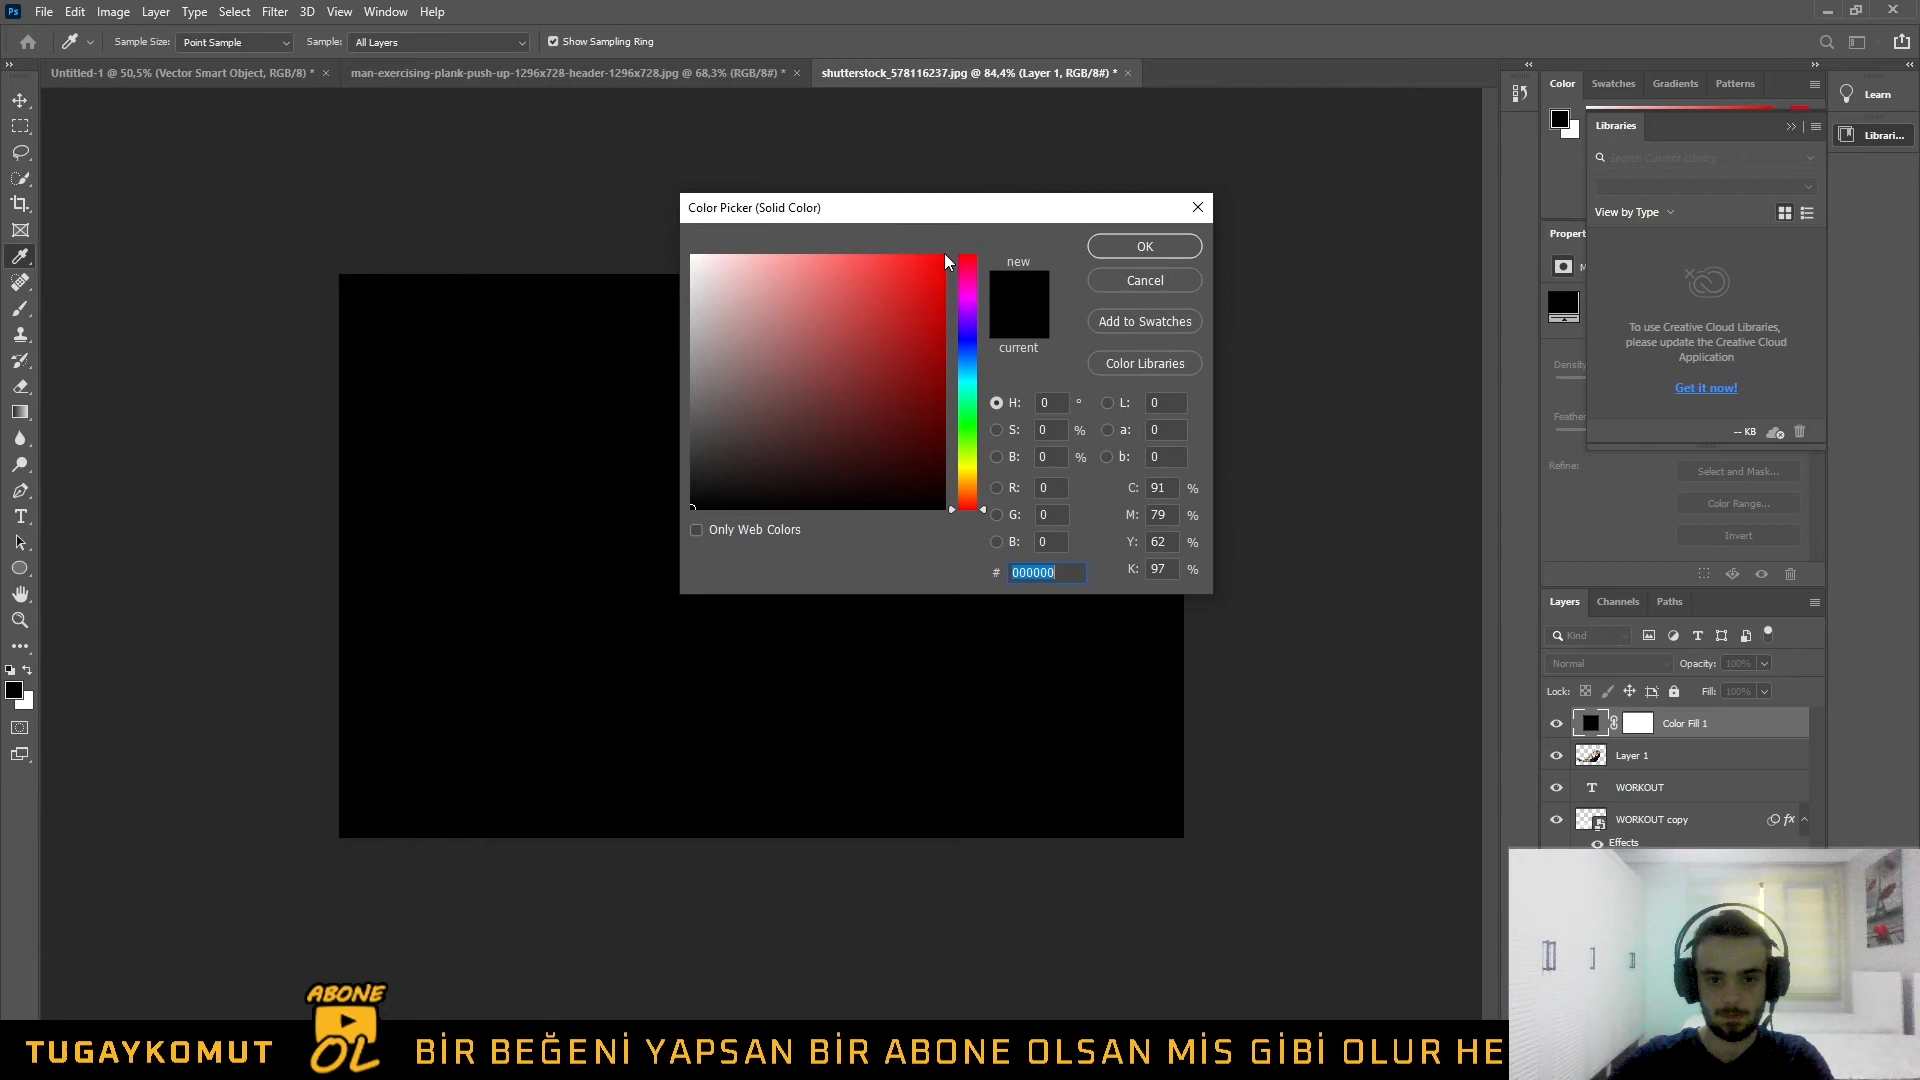 Ps File Edit Image Layer Type Select Filter 3D View Window Help
Sample Size: Point Sample Sample: All Layers Show Sampling Ring
Untitled-1 @ 50,5% (Vector Smart Object, RGB/8) * × man-exercising-plank-push-up-1296x728-header-1296x728.jpg @ 68,3% (RGB/8#) * × shutterstock_578116237.jpg @ 84,4% (Layer 1, RGB/8#) * ×
Color Swatches Gradients Patterns
Learn
Libraries
Librari...
Search Current Library
View by Type
Propert
M
To use Creative Cloud Libraries,
please update the Creative Cloud
Application
Get it now!
Density
Feather
-- KB
Refine:
Select and Mask...
Color Range...
Invert
Color Picker (Solid Color)
new
current
OK
Cancel
Add to Swatches
Color Libraries
H: 0 ° L: 0
S: 0 % a: 0
B: 0 % b: 0
R: 0 C: 91 %
G: 0 M: 79 %
B: 0 Y: 62 %
# 000000 K: 97 %
Only Web Colors
Layers Channels Paths
Kind
Normal Opacity: 100%
Lock: Fill: 100%
Color Fill 1
Layer 1
T WORKOUT
WORKOUT copy fx
Effects
TUGAYKOMUT
ABONE
OL
BİR BEĞENİ YAPSAN BİR ABONE OLSAN MİS GİBİ OLUR HE